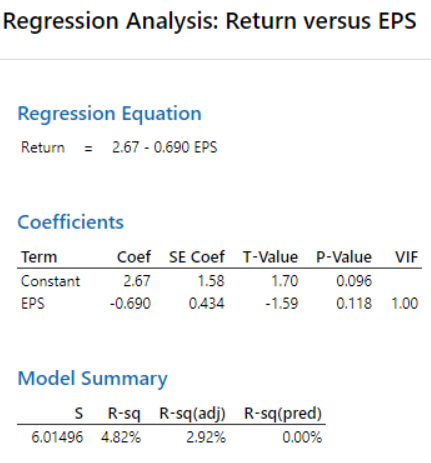 Regression Analysis: Return versus EPS
Regression Equation
Return = 2.67 - 0.690 EPS
Coefficients
Term Coef SE Coef T-Value P-Value VIF
Constant 2.67 1.58 1.70 0.096
EPS -0.690 0.434 -1.59 0.118 1.00
Model Summary
S R-sq R-sq(adj) R-sq(pred)
6.01496 4.82% 2.92% 0.00%